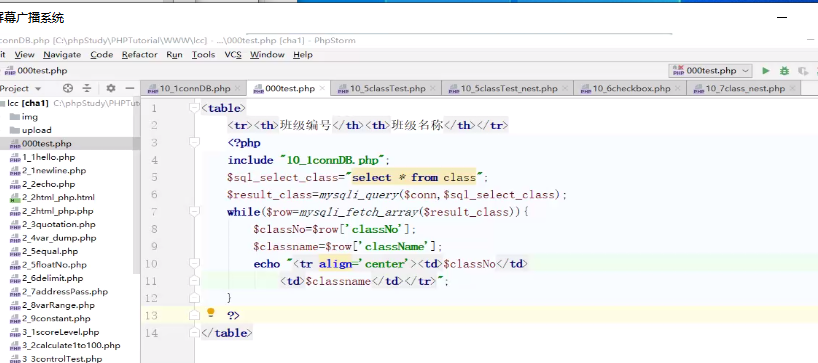 屏幕广播系统
connDB.php [C:\phpStudy\PHPTutorial\WWW\lcc] - ...\000test.php [cha1] - PhpStorm
it View Navigate Code Refactor Run Tools VCS Window Help
000test.php
000test.php
Project
10_1connDB.php
000test.php
10_5classTest.php
10_5classTest_nest.php
10_6checkbox.php
10_7class_nest.php
lcc [cha1] C:\phpStudy\PHPTuto
img
upload
000test.php
1_1hello.php
2_1newline.php
2_2echo.php
2_2html_php.html
2_2html_php.php
2_3quotation.php
2_4var_dump.php
2_5equal.php
2_5floatNo.php
2_6delimit.php
2_7addressPass.php
2_8varRange.php
2_9constant.php
3_1scoreLevel.php
3_2calculate1to100.php
3_3controlTest.php
1 <table>
2 <tr><th>班级编号</th><th>班级名称</th></tr>
3 <?php
4 include "10_1connDB.php";
5 $sql_select_class="select * from class";
6 $result_class=mysqli_query($conn,$sql_select_class);
7 while($row=mysqli_fetch_array($result_class)){
8 $classNo=$row['classNo'];
9 $classname=$row['className'];
10 echo "<tr align='center'><td>$classNo</td>
11 <td>$classname</td></tr>";
12 }
13 ?>
14 </table>